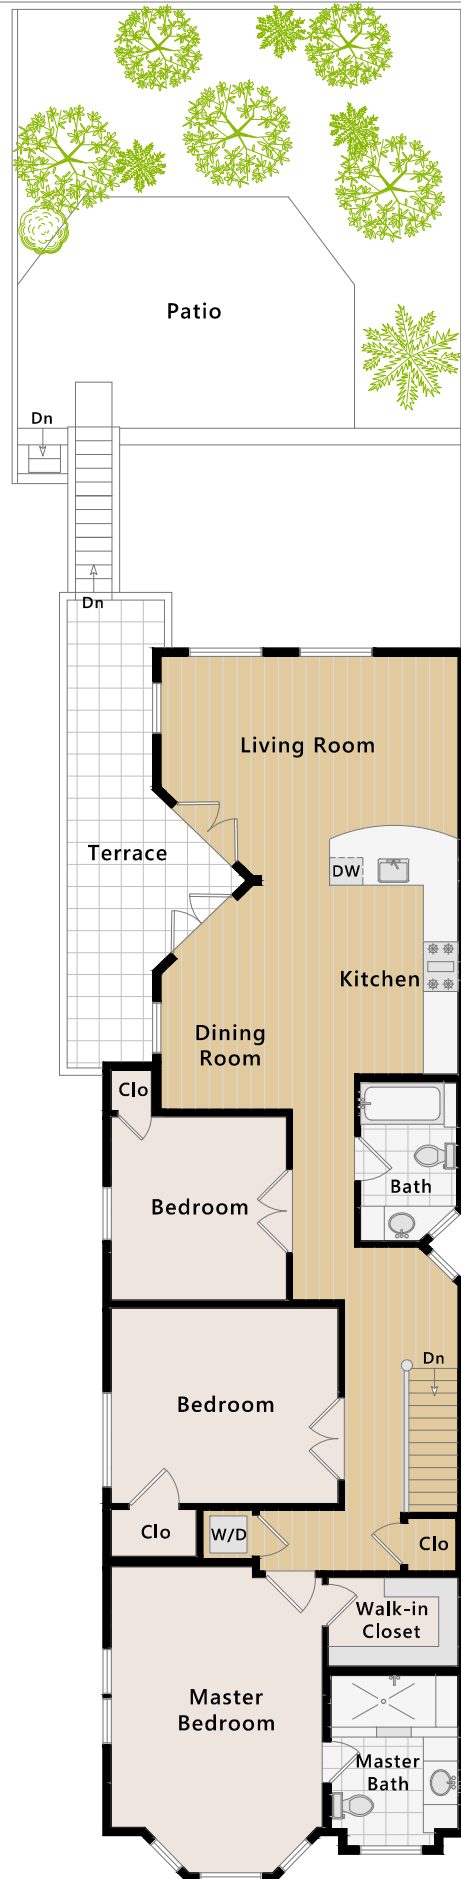 Patio
Dn
Dn
Living Room
Terrace
DW
Kitchen
Dining
Room
Clo
Bath
Bedroom
Dn
Bedroom
Clo
W/D
Clo
Walk-in
Closet
Master
Bedroom
Master
Bath